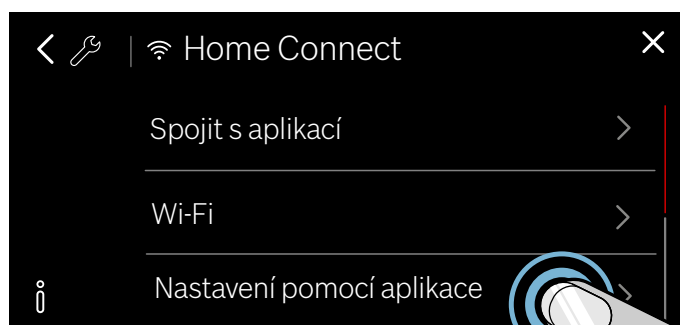 Home Connect
Spojit s aplikací
Wi-Fi
Nastavení pomocí aplikace